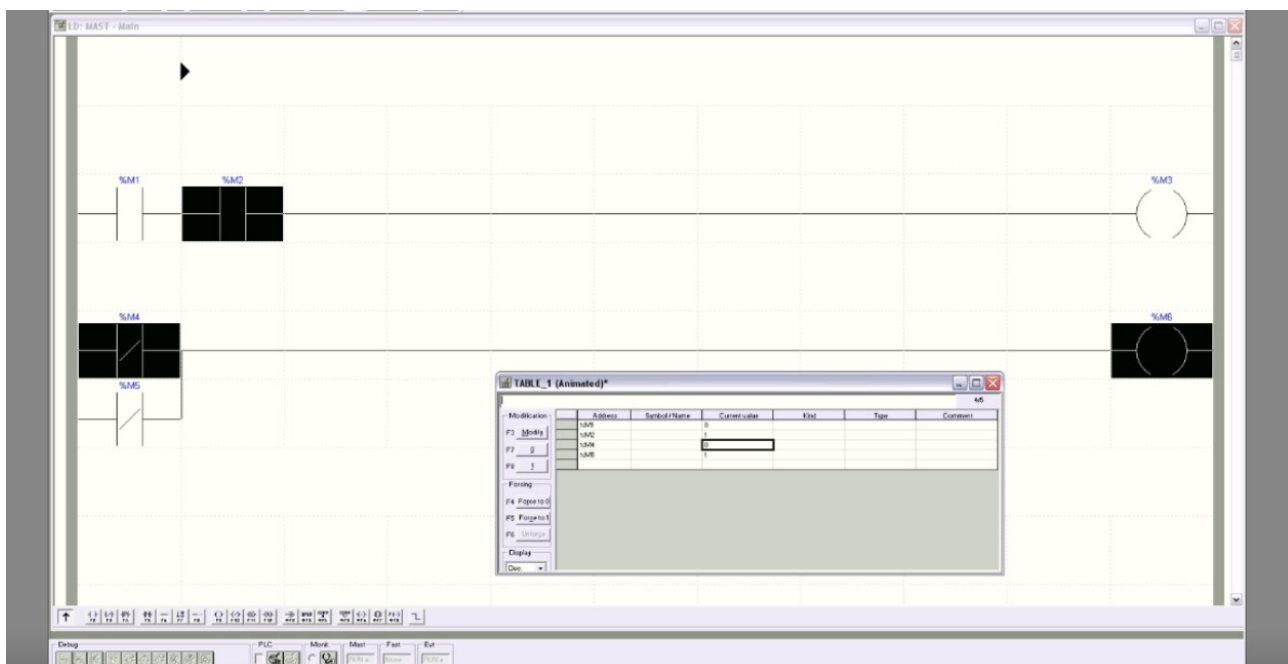 LD: MAST - Main
%M1
%M2
%M3
%M4
%M6
%M5
TABLE_1 (Animated)*
4/5
Modification
Address
Symbol / Name
Current value
Kind
Type
Comment
F3 Modify
F7 0
F8 1
%M1
0
%M2
1
%M4
0
%M5
1
Forcing
F4 Force to 0
F5 Force to 1
F6 Unforce
Display
Dec.
Debug
PLC
Monit.
Mast
Fast
Evt